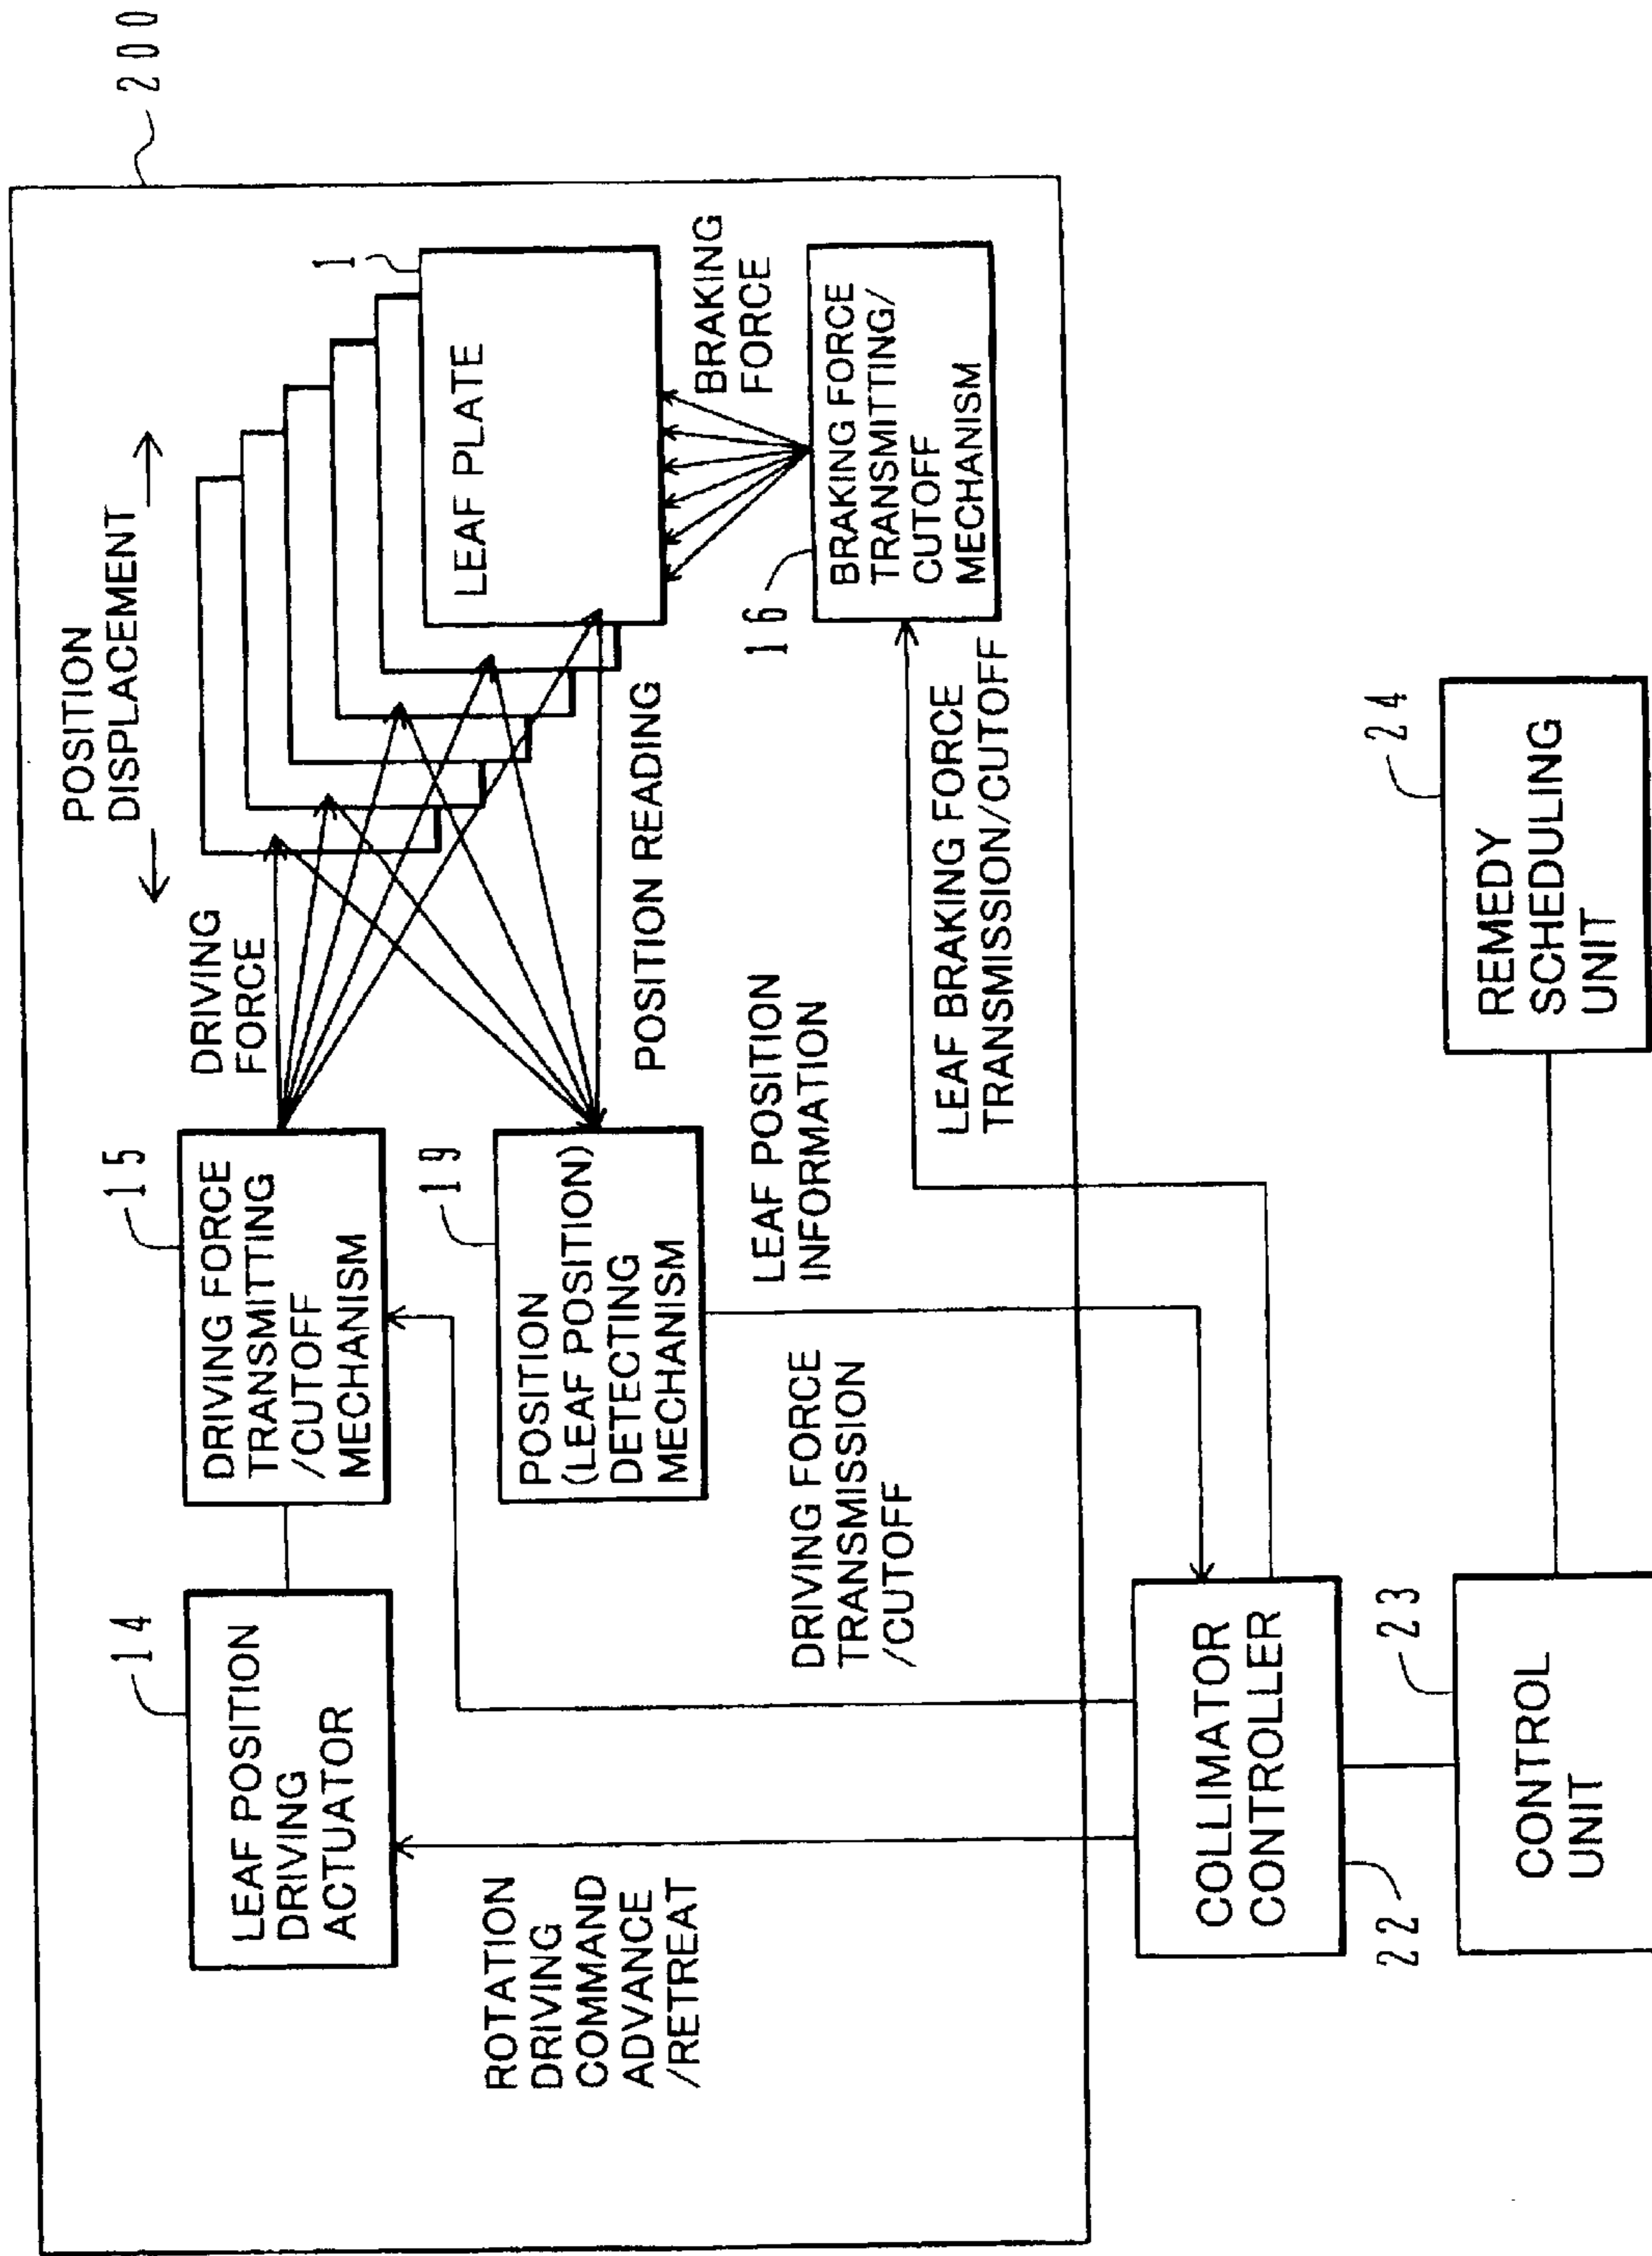 200
POSITION
DISPLACEMENT
DRIVING
FORCE
1
LEAF PLATE
14
LEAF POSITION
DRIVING
ACTUATOR
15
DRIVING FORCE
TRANSMITTING
/CUTOFF
MECHANISM
19
POSITION
(LEAF POSITION)
DETECTING
MECHANISM
POSITION READING
BRAKING
FORCE
16
BRAKING FORCE
TRANSMITTING/
CUTOFF
MECHANISM
ROTATION
DRIVING
COMMAND
ADVANCE
/RETREAT
DRIVING FORCE
TRANSMISSION
/CUTOFF
LEAF POSITION
INFORMATION
LEAF BRAKING FORCE
TRANSMISSION/CUTOFF
COLLIMATOR
CONTROLLER
22
23
CONTROL
UNIT
24
REMEDY
SCHEDULING
UNIT